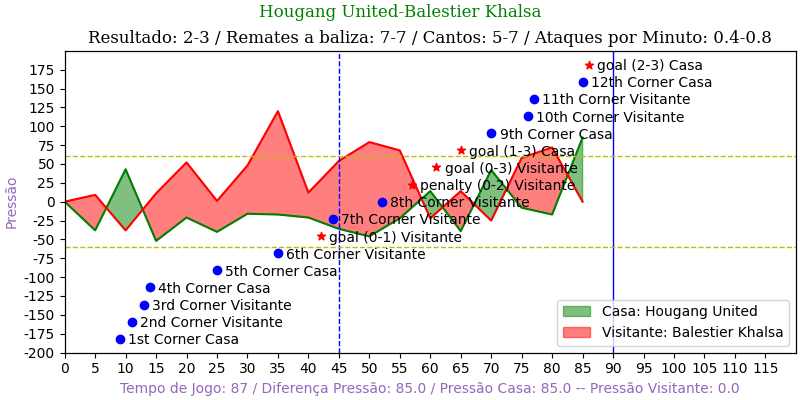 Hougang United-Balestier Khalsa
Resultado: 2-3 / Remates a baliza: 7-7 / Cantos: 5-7 / Ataques por Minuto: 0.4-0.8
Pressão
175
150
125
100
75
50
25
0
-25
-50
-75
-100
-125
-150
-175
-200
goal (2-3) Casa
12th Corner Casa
11th Corner Visitante
10th Corner Visitante
9th Corner Casa
goal (1-3) Casa
goal (0-3) Visitante
penalty (0-2) Visitante
8th Corner Visitante
7th Corner Visitante
goal (0-1) Visitante
6th Corner Visitante
5th Corner Casa
4th Corner Casa
3rd Corner Visitante
2nd Corner Visitante
1st Corner Casa
Casa: Hougang United
Visitante: Balestier Khalsa
0 5 10 15 20 25 30 35 40 45 50 55 60 65 70 75 80 85 90 95 100 105 110 115
Tempo de Jogo: 87 / Diferença Pressão: 85.0 / Pressão Casa: 85.0 -- Pressão Visitante: 0.0